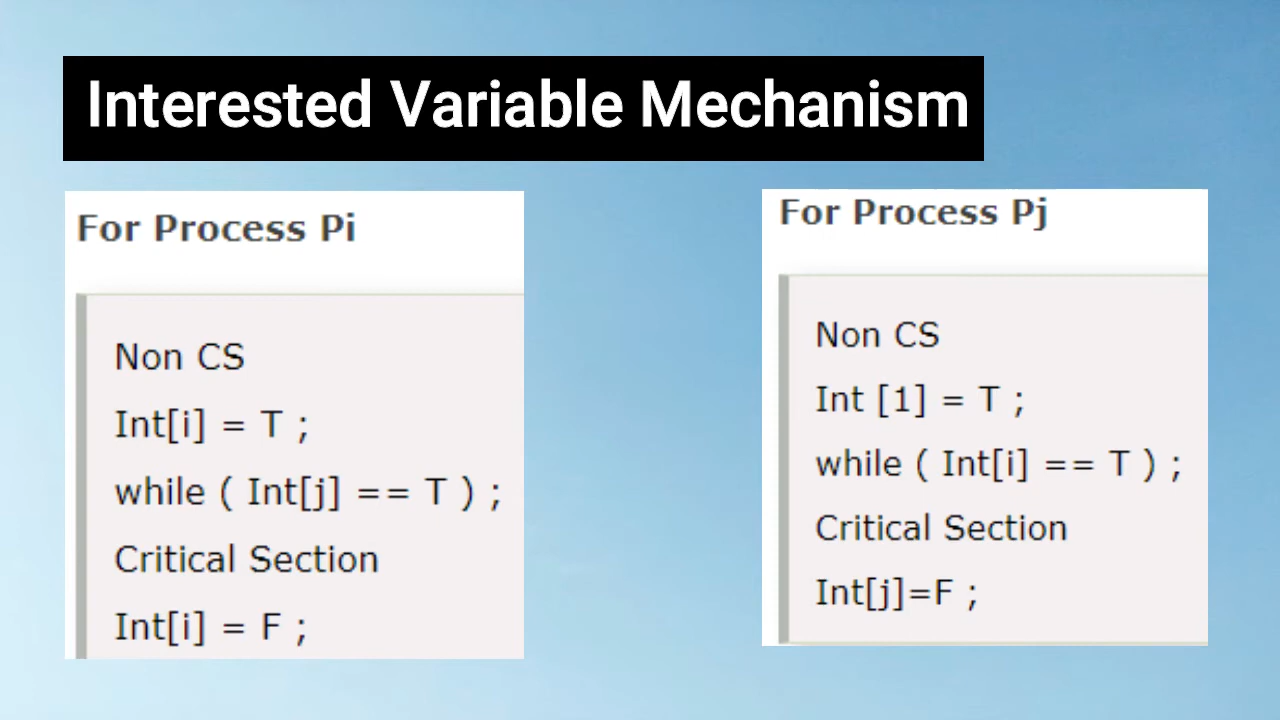 Interested Variable Mechanism
For Process Pi
Non CS
Int[i] = T ;
while ( Int[j] == T ) ;
Critical Section
Int[i] = F ;
For Process Pj
Non CS
Int [1] = T ;
while ( Int[i] == T ) ;
Critical Section
Int[j]=F ;